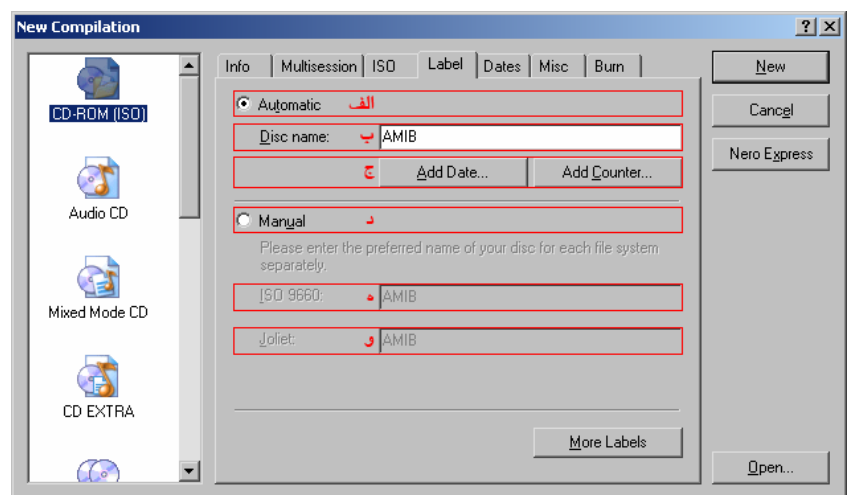 New Compilation
CD-ROM (ISO)
Audio CD
Mixed Mode CD
CD EXTRA
Info Multisession ISO Label Dates Misc Burn
Automatic الف
Disc name: ب AMIB
ج Add Date... Add Counter...
Manual د
Please enter the preferred name of your disc for each file system
separately.
ISO 9660: ه AMIB
Joliet: و AMIB
More Labels
New
Cancel
Nero Express
Open...